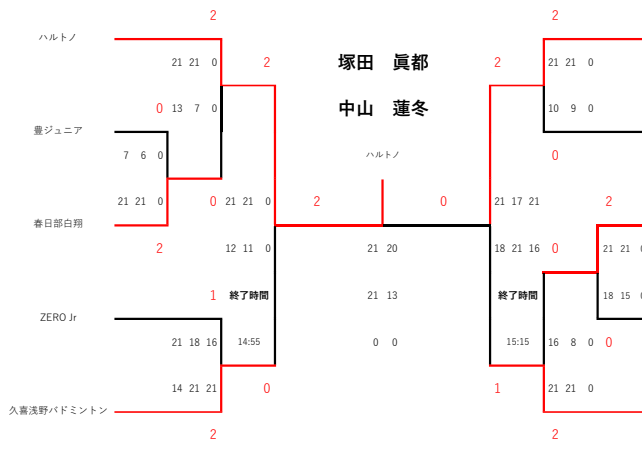 2 2
ハルトノ
21 21 0 2 塚田　眞都 2 21 21 0
0 13 7 0 中山　蓮冬 10 9 0
豊ジュニア
7 6 0 ハルトノ 0
21 21 0 0 21 21 0 2 0 21 17 21 2
春日部白翔
2 12 11 0 21 20 18 21 16 0 21 21 0
1 終了時間 21 13 終了時間 18 15 0
ZERO Jr
21 18 16 14:55 0 0 15:15 16 8 0 0
14 21 21 0 1 21 21 0
久喜浅野バドミントン
2 2